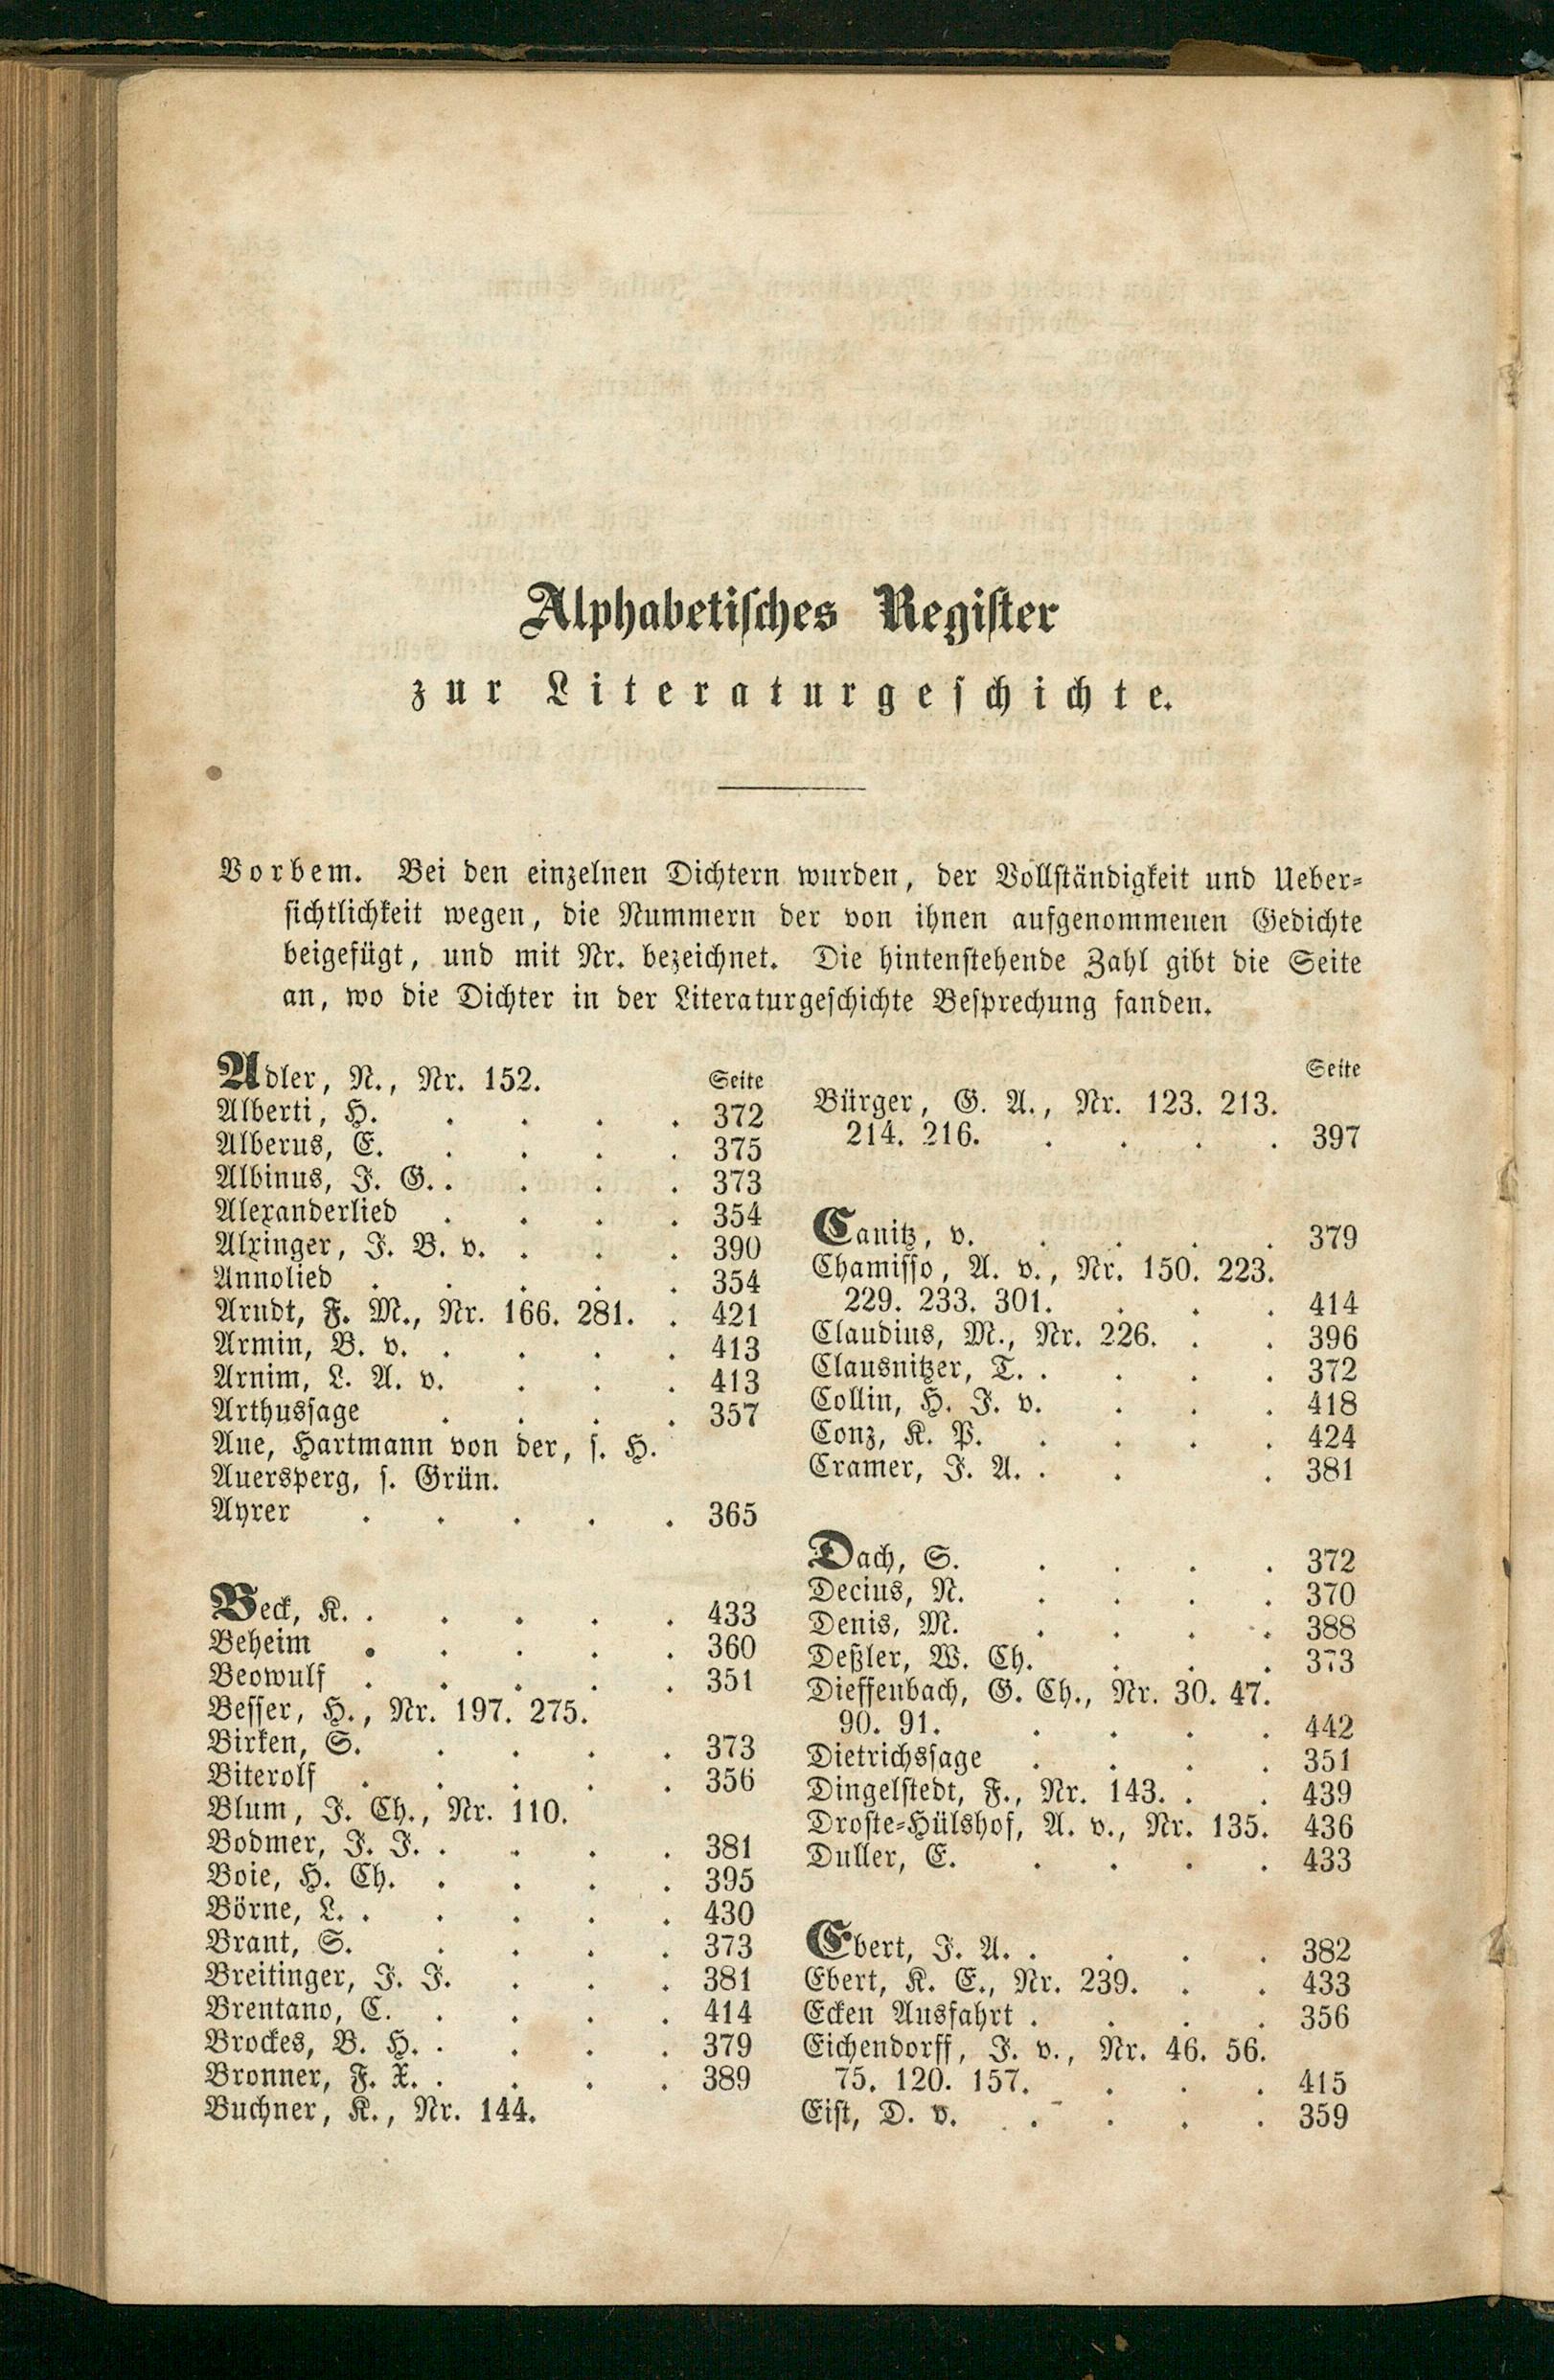 Alphabetisches Register
zur Literaturgeschichte.
Vorbem. Bei den einzelnen Dichtern wurden, der Vollständigkeit und Ueber-
sichtlichkeit wegen, die Nummern der von ihnen aufgenommenen Gedichte
beigefügt, und mit Nr. bezeichnet. Die hintenstehende Zahl gibt die Seite
an, wo die Dichter in der Literaturgeschichte Besprechung fanden.
Seite
Adler, N., Nr. 152.
Alberti, H. . . . . 372
Alberus, E. . . . . 375
Albinus, J. G. . . . . 373
Alexanderlied . . . . 354
Alxinger, J. B. v. . . . 390
Annolied . . . . . 354
Arndt, F. M., Nr. 166. 281. . 421
Armin, B. v. . . . . 413
Arnim, L. A. v. . . . 413
Arthussage . . . . 357
Aue, Hartmann von der, s. H.
Auersperg, s. Grün.
Ayrer . . . . . 365
Beck, K. . . . . . 433
Beheim . . . . . 360
Beowulf . . . . . 351
Besser, H., Nr. 197. 275.
Birken, S. . . . . 373
Biterolf . . . . . 356
Blum, J. Ch., Nr. 110.
Bodmer, J. J. . . . . 381
Boie, H. Ch. . . . . 395
Börne, L. . . . . . 430
Brant, S. . . . . 373
Breitinger, J. J. . . . 381
Brentano, C. . . . . 414
Brockes, B. H. . . . . 379
Bronner, F. X. . . . . 389
Buchner, K., Nr. 144.
Seite
Bürger, G. A., Nr. 123. 213.
214. 216. . . . . 397
Canitz, v. . . . . 379
Chamisso, A. v., Nr. 150. 223.
229. 233. 301. . . . 414
Claudius, M., Nr. 226. . . 396
Clausnitzer, T. . . . . 372
Collin, H. J. v. . . . 418
Conz, K. P. . . . . 424
Cramer, J. A. . . . 381
Dach, S. . . . . 372
Decius, N. . . . . 370
Denis, M. . . . . 388
Deßler, W. Ch. . . . 373
Dieffenbach, G. Ch., Nr. 30. 47.
90. 91. . . . . 442
Dietrichssage . . . . 351
Dingelstedt, F., Nr. 143. . . 439
Droste-Hülshof, A. v., Nr. 135. 436
Duller, E. . . . . 433
Ebert, J. A. . . . . 382
Ebert, K. E., Nr. 239. . . 433
Ecken Ausfahrt . . . . 356
Eichendorff, J. v., Nr. 46. 56.
75. 120. 157. . . . 415
Eist, D. v. . . . . 359